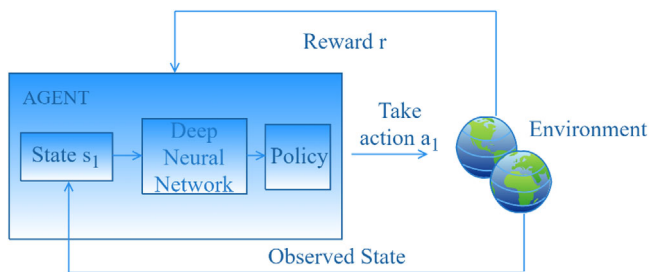 Reward r
AGENT
State s₁
Deep
Neural
Network
Policy
Take
action a₁
Environment
Observed State